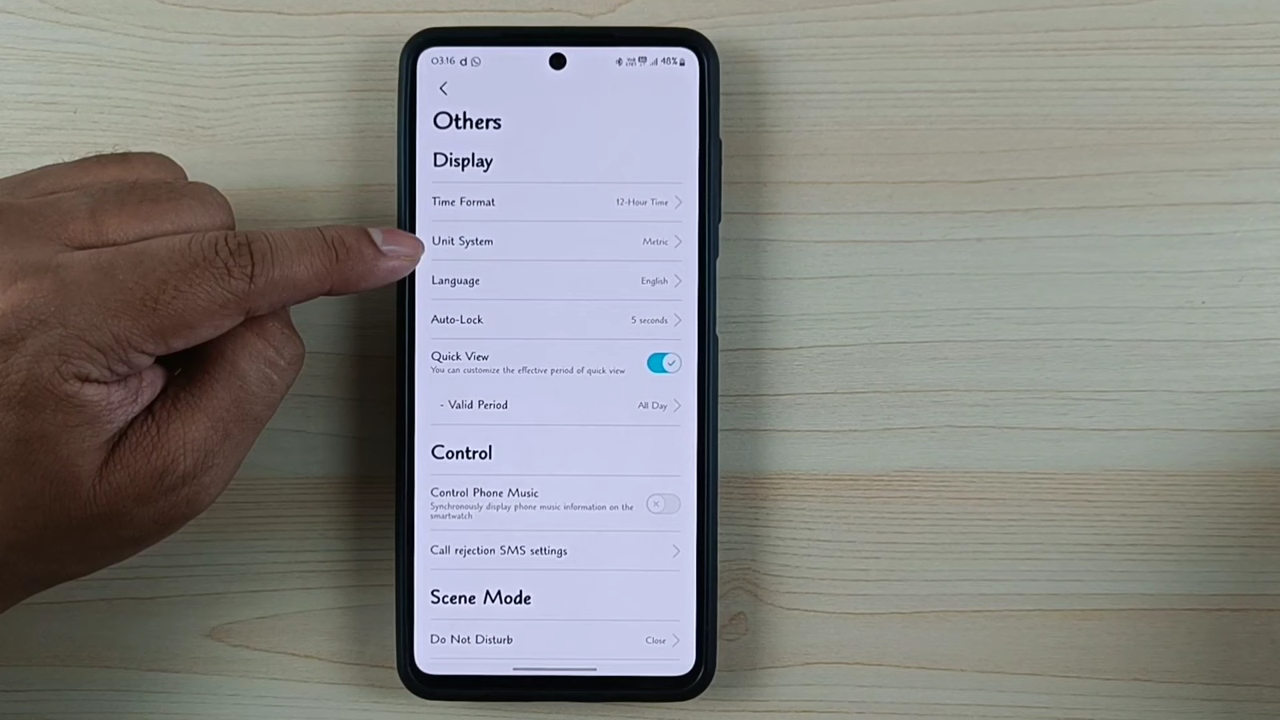 03.16 d 48%
Others
Display
Time Format 12-Hour Time
Unit System Metric
Language English
Auto-Lock 5 seconds
Quick View
You can customize the effective period of quick view
- Valid Period All Day
Control
Control Phone Music
Synchronously display phone music information on the
smartwatch
Call rejection SMS settings
Scene Mode
Do Not Disturb Close